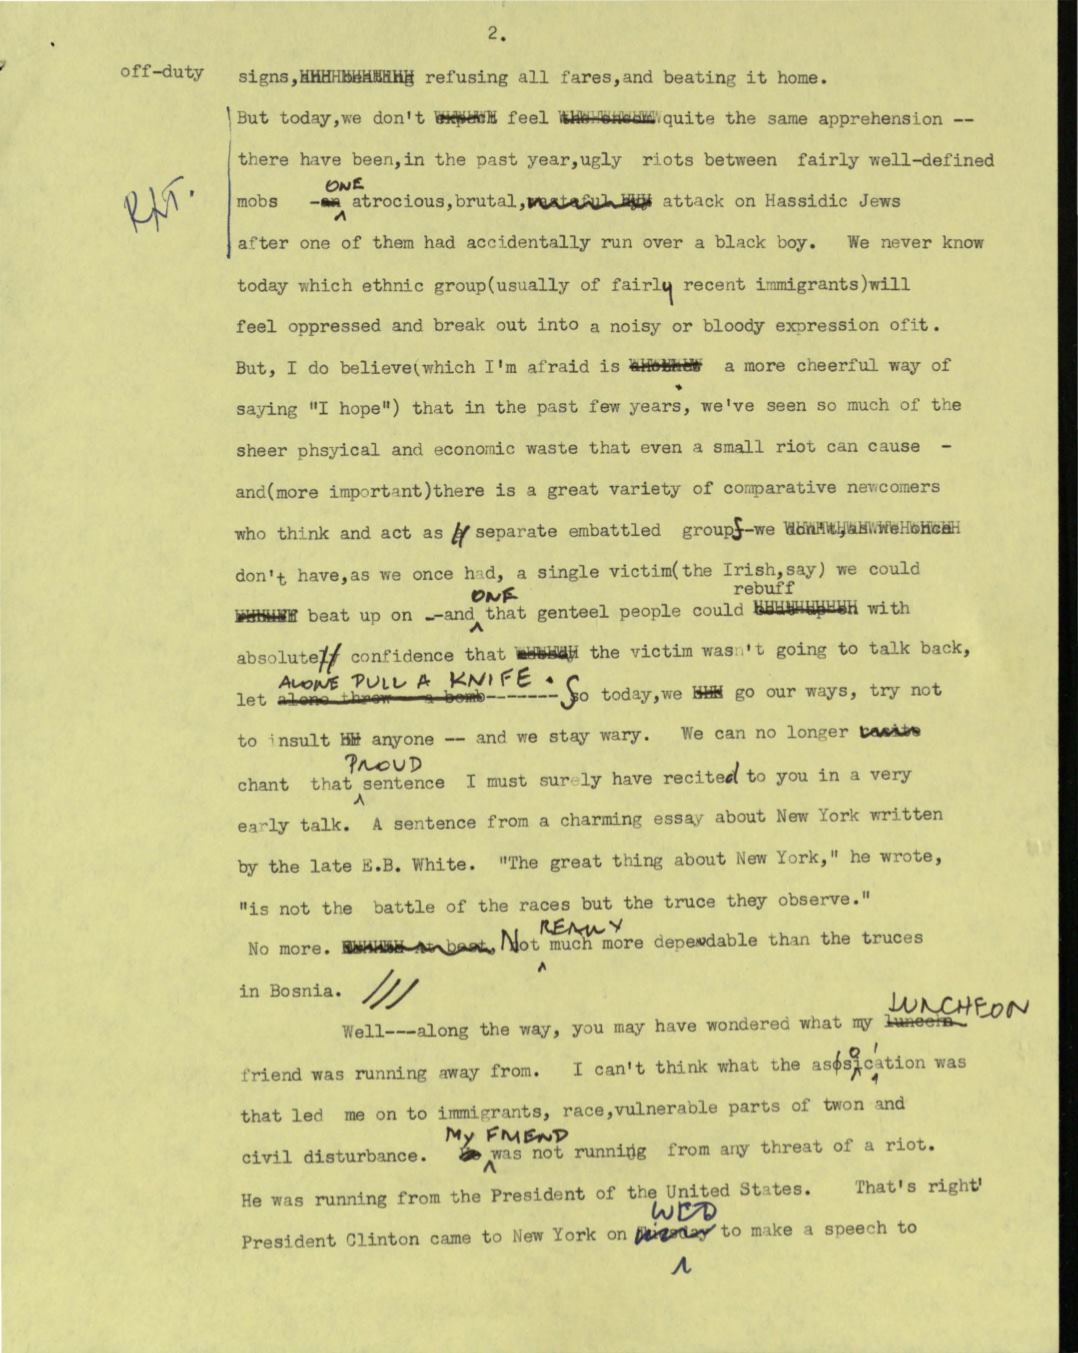 2.
off-duty signs, refusing all fares,and beating it home.
But today,we don't feel quite the same apprehension --
there have been,in the past year,ugly riots between fairly well-defined
ONE
mobs - atrocious,brutal, attack on Hassidic Jews
after one of them had accidentally run over a black boy. We never know
today which ethnic group(usually of fairly recent immigrants)will
feel oppressed and break out into a noisy or bloody expression ofit.
But, I do believe(which I'm afraid is a more cheerful way of
saying "I hope") that in the past few years, we've seen so much of the
sheer phsyical and economic waste that even a small riot can cause -
and(more important)there is a great variety of comparative newcomers
who think and act as separate embattled groups-we
don't have,as we once had, a single victim(the Irish,say) we could
ONE rebuff
beat up on --and that genteel people could with
absolute confidence that the victim wasn't going to talk back,
ALONE PULL A KNIFE.
let alone threw a bomb------- So today,we go our ways, try not
to insult anyone -- and we stay wary. We can no longer
PROUD
chant that sentence I must surely have recited to you in a very
early talk. A sentence from a charming essay about New York written
by the late E.B. White. "The great thing about New York," he wrote,
"is not the battle of the races but the truce they observe."
REALLY
No more. at best, Not much more dependable than the truces
in Bosnia. ///
LUNCHEON
Well---along the way, you may have wondered what my
friend was running away from. I can't think what the association was
that led me on to immigrants, race,vulnerable parts of twon and
MY FRIEND
civil disturbance. was not running from any threat of a riot.
He was running from the President of the United States. That's right'
WED
President Clinton came to New York on to make a speech to